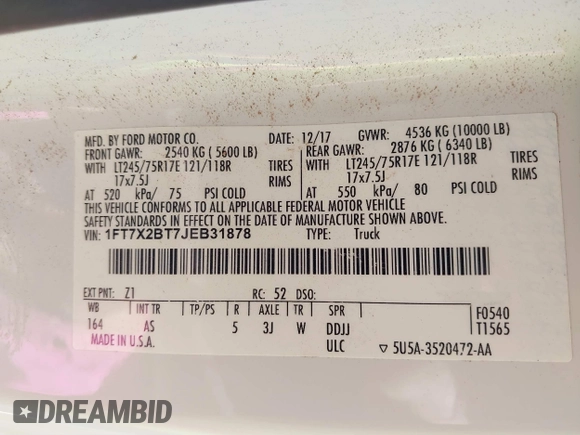 MFD. BY FORD MOTOR CO. 12/17 GVWR: 4536 KG (10000 LB)
FRONT GAWR: 2540 KG ( 5600 LB) REAR GAWR: 2876 KG ( 6340 LB)
WITH LT245/75R17E 121/118R TIRES WITH LT245/75R17E 121/118R TIRES
17x7.5J RIMS 17x7.5J RIMS
AT 520 kPa/ 75 PSI COLD AT 550 kPa/ 80 PSI COLD
THIS VEHICLE CONFORMS TO ALL APPLICABLE FEDERAL MOTOR VEHICLE
SAFETY STANDARDS IN EFFECT ON THE DATE OF MANUFACTURE SHOWN ABOVE.
VIN: 1FT7X2BT7JEB31878 TYPE: Truck
EXT PNT: Z1 RC: 52 DSO:
WB INT TR TP/PS R AXLE TR SPR F0540
164 AS 5 3J W DDJJ T1565
MADE IN U.S.A. ULC ▽ 5U5A-3520472-AA
DREAMBID